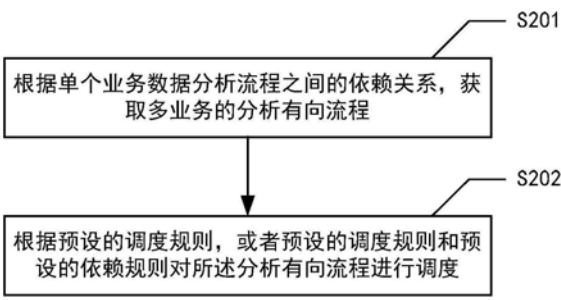 S201
根据单个业务数据分析流程之间的依赖关系，获
取多业务的分析有向流程
S202
根据预设的调度规则，或者预设的调度规则和预
设的依赖规则对所述分析有向流程进行调度